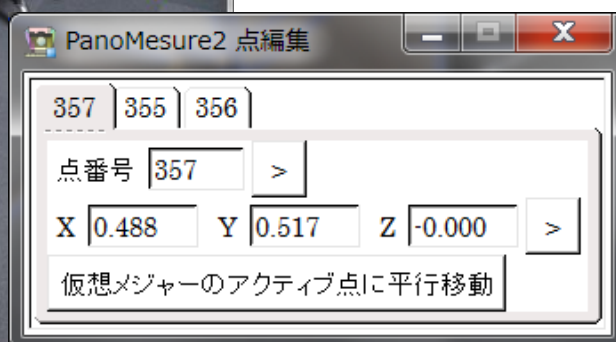 PanoMesure2 点編集
357 355 356
点番号 357 >
X 0.488 Y 0.517 Z -0.000 >
仮想メジャーのアクティブ点に平行移動